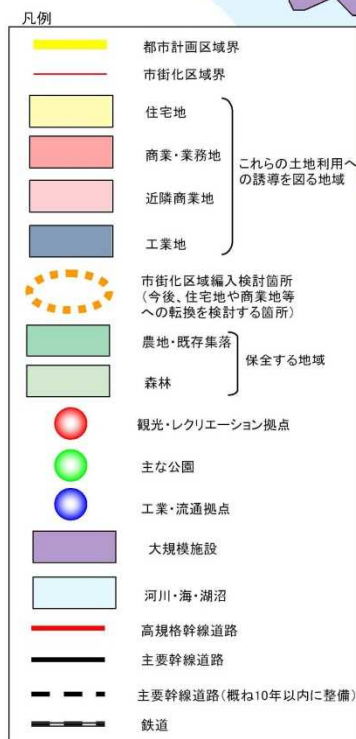 凡例
都市計画区域界
市街化区域界
住宅地
商業・業務地
近隣商業地
工業地
これらの土地利用へ
の誘導を図る地域
市街化区域編入検討箇所
(今後、住宅地や商業地等
への転換を検討する箇所)
農地・既存集落
森林
保全する地域
観光・レクリエーション拠点
主な公園
工業・流通拠点
大規模施設
河川・海・湖沼
高規格幹線道路
主要幹線道路
主要幹線道路(概ね10年以内に整備)
鉄道